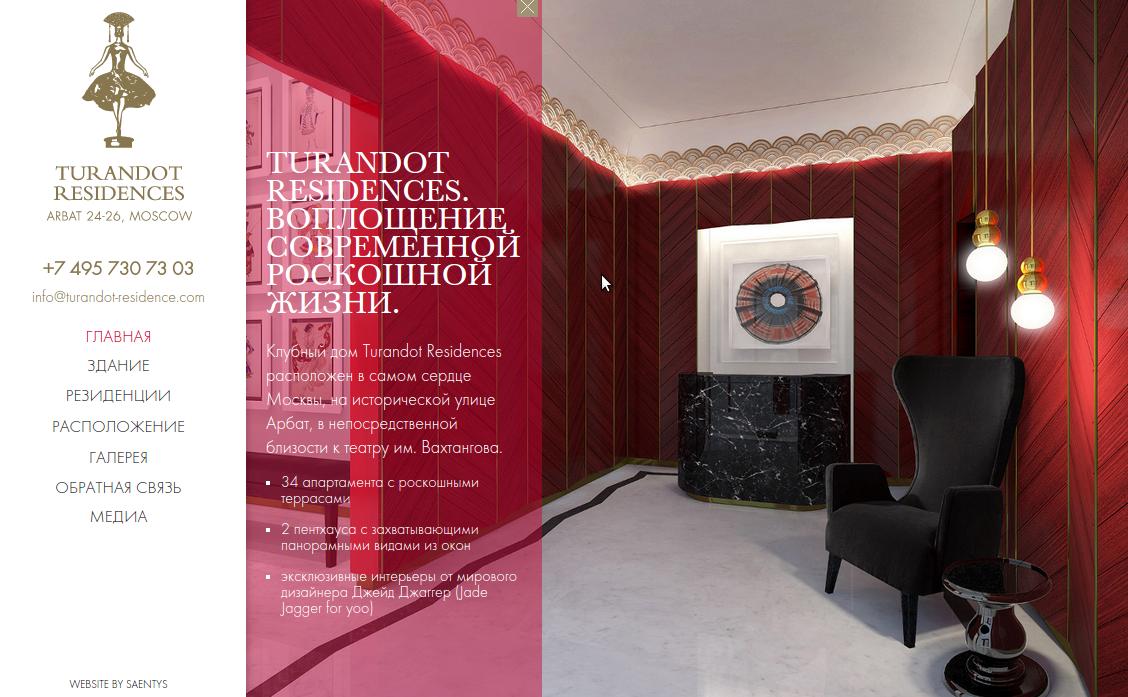 TURANDOT
RESIDENCES
ARBAT 24-26, MOSCOW
+7 495 730 73 03
info@turandot-residence.com
ГЛАВНАЯ
ЗДАНИЕ
РЕЗИДЕНЦИИ
РАСПОЛОЖЕНИЕ
ГАЛЕРЕЯ
ОБРАТНАЯ СВЯЗЬ
МЕДИА
WEBSITE BY SAENTYS
TURANDOT
RESIDENCES.
ВОПЛОЩЕНИЕ
СОВРЕМЕННОЙ
РОСКОШНОЙ
ЖИЗНИ.
Клубный дом Turandot Residences
расположен в самом сердце
Москвы, на исторической улице
Арбат, в непосредственной
близости к театру им. Вахтангова.
34 апартамента с роскошными
террасами
2 пентхауса с захватывающими
панорамными видами из окон
эксклюзивные интерьеры от мирового
дизайнера Джейд Джаггер (Jade
Jagger for yoo)